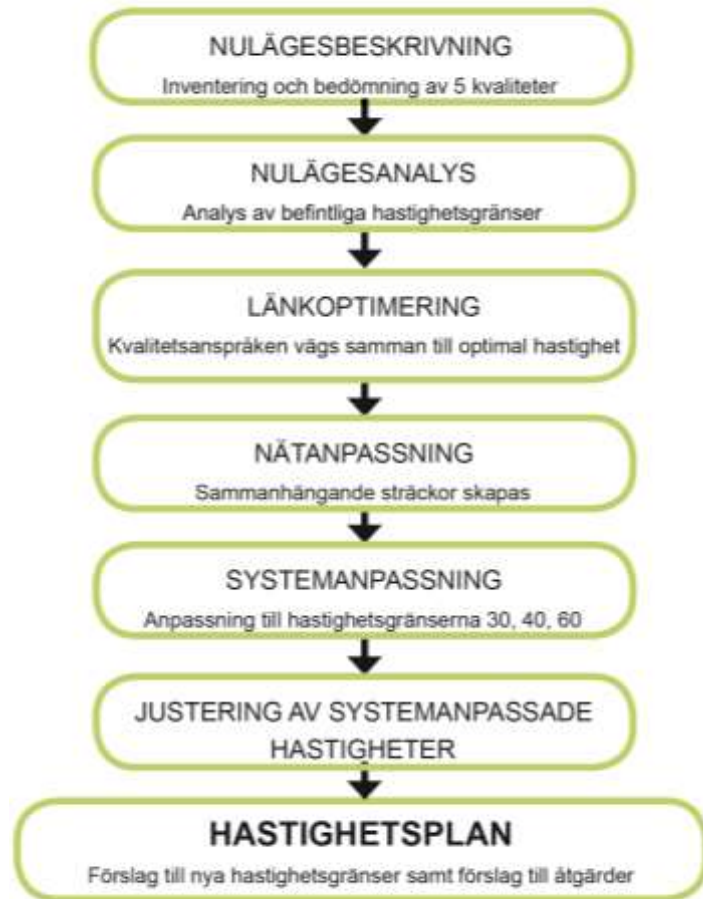 NULÄGESBESKRIVNING
Inventering och bedömning av 5 kvaliteter
NULÄGESANALYS
Analys av befintliga hastighetsgränser
LÄNKOPTIMERING
Kvalitetsanspråken vägs samman till optimal hastighet
NÄTANPASSNING
Sammanhängande sträckor skapas
SYSTEMANPASSNING
Anpassning till hastighetsgränserna 30, 40, 60
JUSTERING AV SYSTEMANPASSADE
HASTIGHETER
HASTIGHETSPLAN
Förslag till nya hastighetsgränser samt förslag till åtgärder